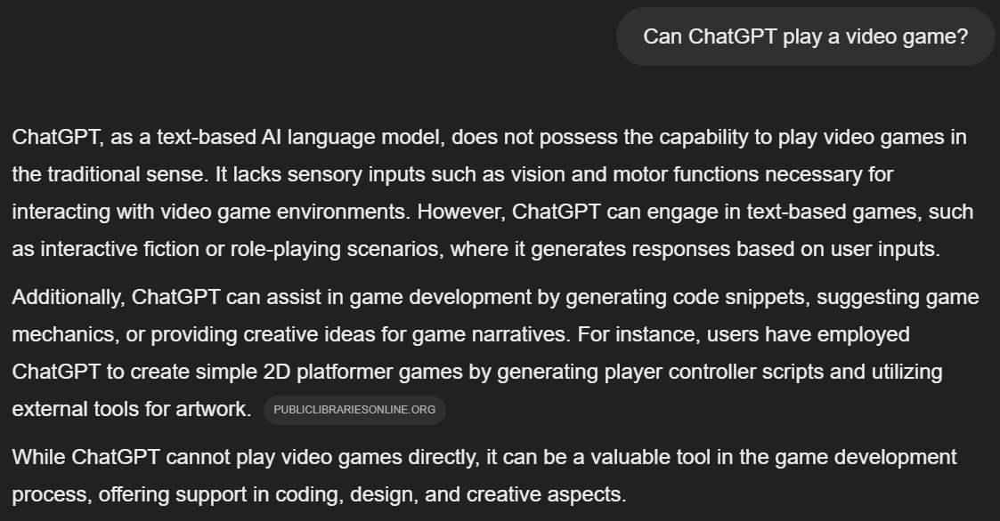 Can ChatGPT play a video game?
ChatGPT, as a text-based AI language model, does not possess the capability to play video games in
the traditional sense. It lacks sensory inputs such as vision and motor functions necessary for
interacting with video game environments. However, ChatGPT can engage in text-based games, such
as interactive fiction or role-playing scenarios, where it generates responses based on user inputs.
Additionally, ChatGPT can assist in game development by generating code snippets, suggesting game
mechanics, or providing creative ideas for game narratives. For instance, users have employed
ChatGPT to create simple 2D platformer games by generating player controller scripts and utilizing
external tools for artwork. PUBLICLIBRARIESONLINE.ORG
While ChatGPT cannot play video games directly, it can be a valuable tool in the game development
process, offering support in coding, design, and creative aspects.